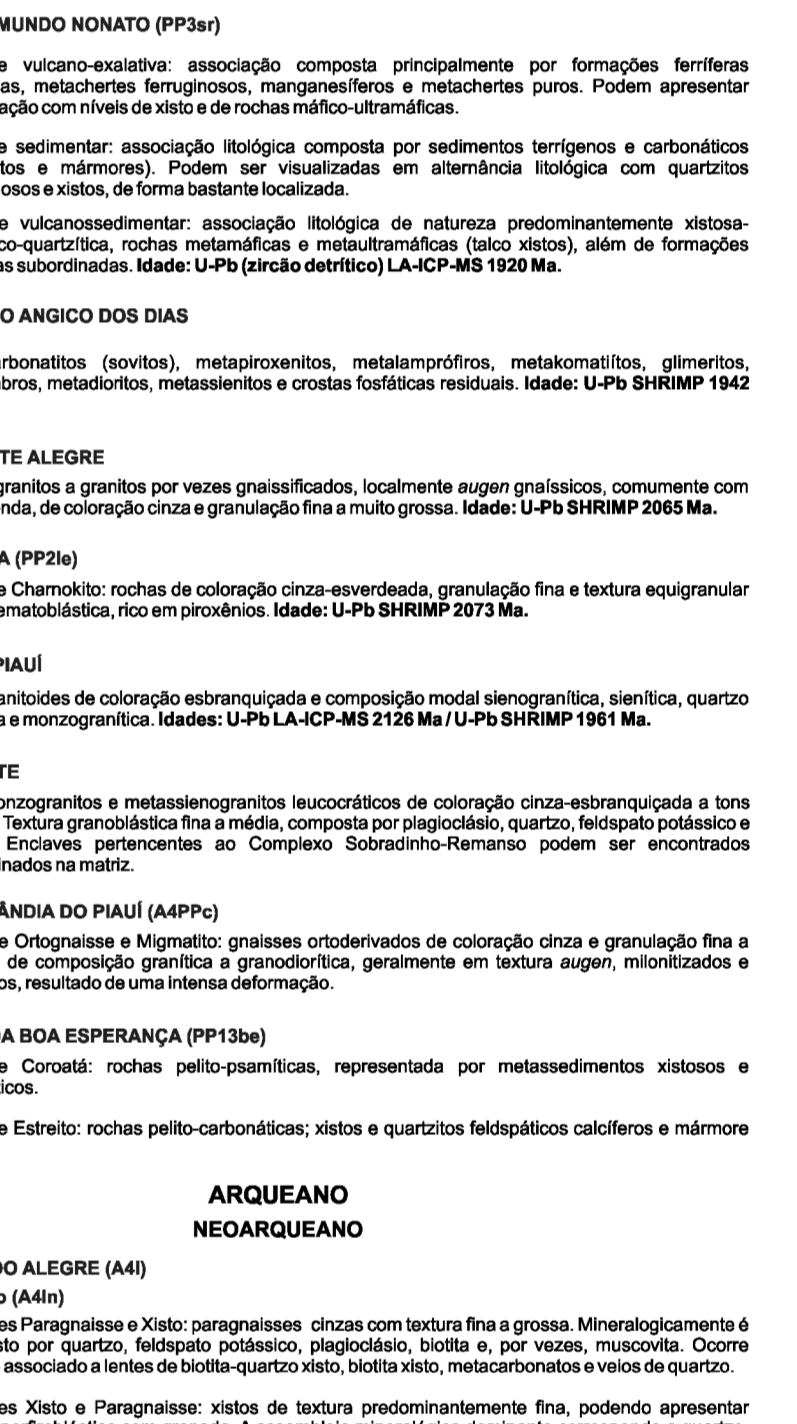 MUNDO NONATO (PP3sr)
e vulcano-exalativa: associação composta principalmente por formações ferríferas
as, metachertes ferruginosos, manganesíferos e metachertes puros. Podem apresentar
ação com níveis de xisto e de rochas máfico-ultramáficas.
e sedimentar: associação litológica composta por sedimentos terrígenos e carbonáticos
tos e mármores). Podem ser visualizadas em alternância litológica com quartzitos
osos e xistos, de forma bastante localizada.
e vulcanossedimentar: associação litológica de natureza predominantemente xistosa-
co-quartzítica, rochas metamáficas e metaultramáficas (talco xistos), além de formações
as subordinadas. Idade: U-Pb (zircão detrítico) LA-ICP-MS 1920 Ma.
O ANGICO DOS DIAS
rbonatitos (sovitos), metapiroxenitos, metalamprófiros, metakomatiítos, glimeritos,
bros, metadioritos, metassienitos e crostas fosfáticas residuais. Idade: U-Pb SHRIMP 1942
TE ALEGRE
granitos a granitos por vezes gnaissificados, localmente augen gnaíssicos, comumente com
nda, de coloração cinza e granulação fina a muito grossa. Idade: U-Pb SHRIMP 2065 Ma.
A (PP2le)
e Charnokito: rochas de coloração cinza-esverdeada, granulação fina e textura equigranular
ematoblástica, rico em piroxênios. Idade: U-Pb SHRIMP 2073 Ma.
PIAUÍ
anitoides de coloração esbranquiçada e composição modal sienogranítica, sienítica, quartzo
a e monzogranítica. Idades: U-Pb LA-ICP-MS 2126 Ma / U-Pb SHRIMP 1961 Ma.
TE
onzogranitos e metassienogranitos leucocráticos de coloração cinza-esbranquiçada a tons
Textura granoblástica fina a média, composta por plagioclásio, quartzo, feldspato potássico e
Enclaves pertencentes ao Complexo Sobradinho-Remanso podem ser encontrados
inados na matriz.
ÂNDIA DO PIAUÍ (A4PPc)
e Ortognaisse e Migmatito: gnaisses ortoderivados de coloração cinza e granulação fina a
de composição granítica a granodiorítica, geralmente em textura augen, milonitizados e
os, resultado de uma intensa deformação.
DA BOA ESPERANÇA (PP13be)
e Coroatá: rochas pelito-psamíticas, representada por metassedimentos xistosos e
icos.
e Estreito: rochas pelito-carbonáticas; xistos e quartzitos feldspáticos calcíferos e mármore
ARQUEANO
NEOARQUEANO
DO ALEGRE (A4l)
o (A4ln)
es Paragnaisse e Xisto: paragnaisses cinzas com textura fina a grossa. Mineralogicamente é
sto por quartzo, feldspato potássico, plagioclásio, biotita e, por vezes, muscovita. Ocorre
associado a lentes de biotita-quartzo xisto, biotita xisto, metacarbonatos e veios de quartzo.
es Xisto e Paragnaisse: xistos de textura predominantemente fina, podendo apresentar